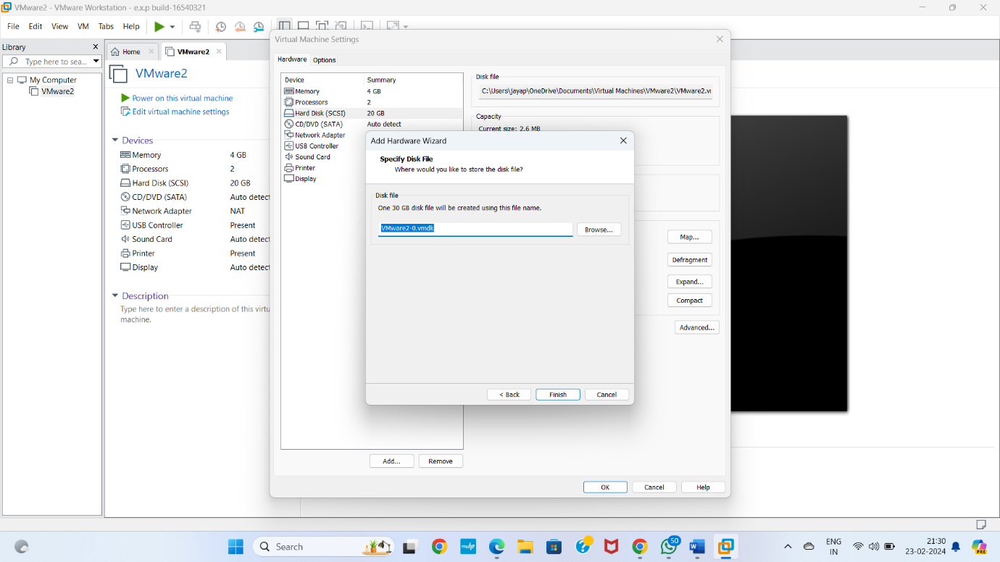 VMware2 - VMware Workstation - e.x.p build-16540321
File Edit View VM Tabs Help
Library
Type here to sea...
My Computer
VMware2
Home
VMware2
VMware2
Power on this virtual machine
Edit virtual machine settings
Devices
Memory 4 GB
Processors 2
Hard Disk (SCSI) 20 GB
CD/DVD (SATA) Auto detect
Network Adapter NAT
USB Controller Present
Sound Card Auto detect
Printer Present
Display Auto detect
Description
Type here to enter a description of this virtu
machine.
Virtual Machine Settings
Hardware Options
Device Summary
Memory 4 GB
Processors 2
Hard Disk (SCSI) 20 GB
CD/DVD (SATA) Auto detect
Network Adapter
USB Controller
Sound Card
Printer
Display
Add... Remove
Disk file
C:\Users\jayap\OneDrive\Documents\Virtual Machines\VMware2\VMware2.vi
Capacity
Current size: 2.6 MB
Map...
Defragment
Expand...
Compact
Advanced...
OK Cancel Help
Add Hardware Wizard
Specify Disk File
Where would you like to store the disk file?
Disk file
One 30 GB disk file will be created using this file name.
VMware2-0.vmdk Browse...
< Back Finish Cancel
Search
myhp
50
ENG
IN
21:30
23-02-2024
PRE